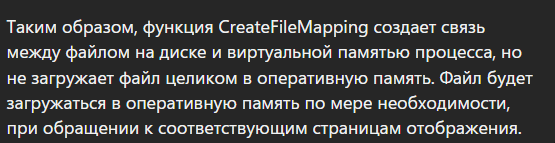 Таким образом, функция CreateFileMapping создает связь
между файлом на диске и виртуальной памятью процесса, но
не загружает файл целиком в оперативную память. Файл будет
загружаться в оперативную память по мере необходимости,
при обращении к соответствующим страницам отображения.